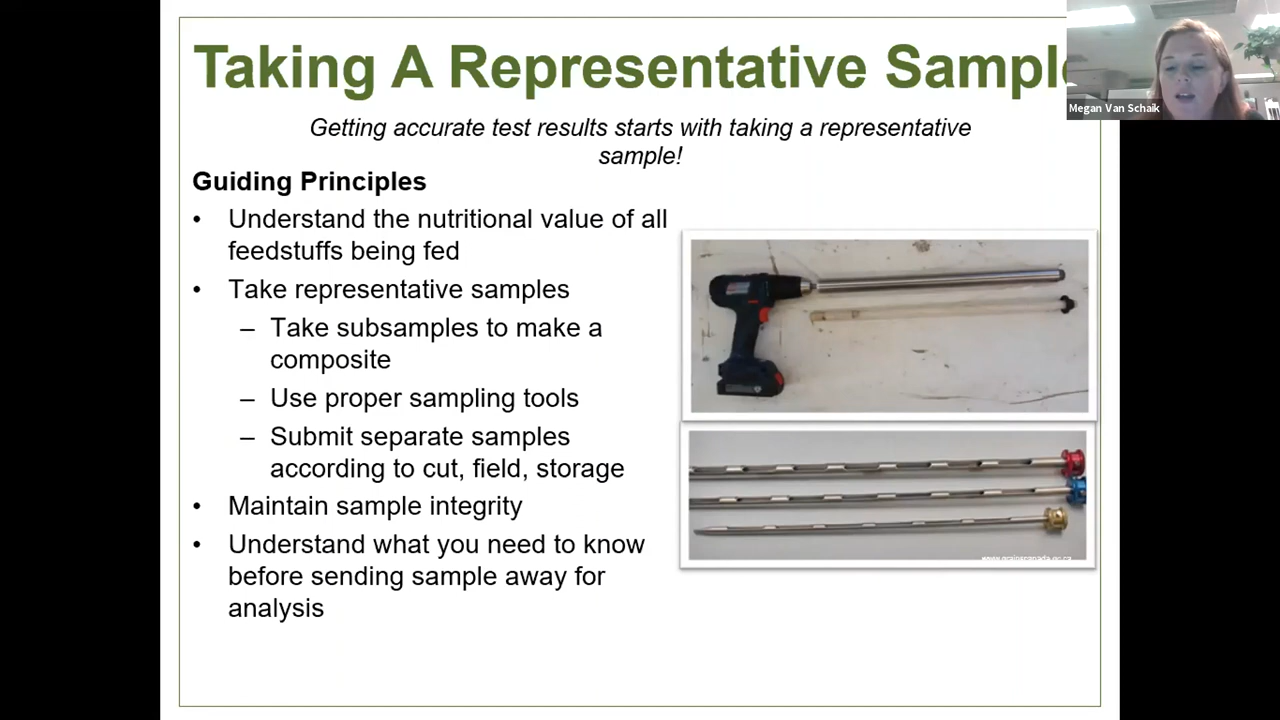 Taking A Representative Sampl
Megan Van Schaik
Getting accurate test results starts with taking a representative
sample!
Guiding Principles
• Understand the nutritional value of all
feedstuffs being fed
• Take representative samples
– Take subsamples to make a
composite
– Use proper sampling tools
– Submit separate samples
according to cut, field, storage
• Maintain sample integrity
• Understand what you need to know
before sending sample away for
analysis